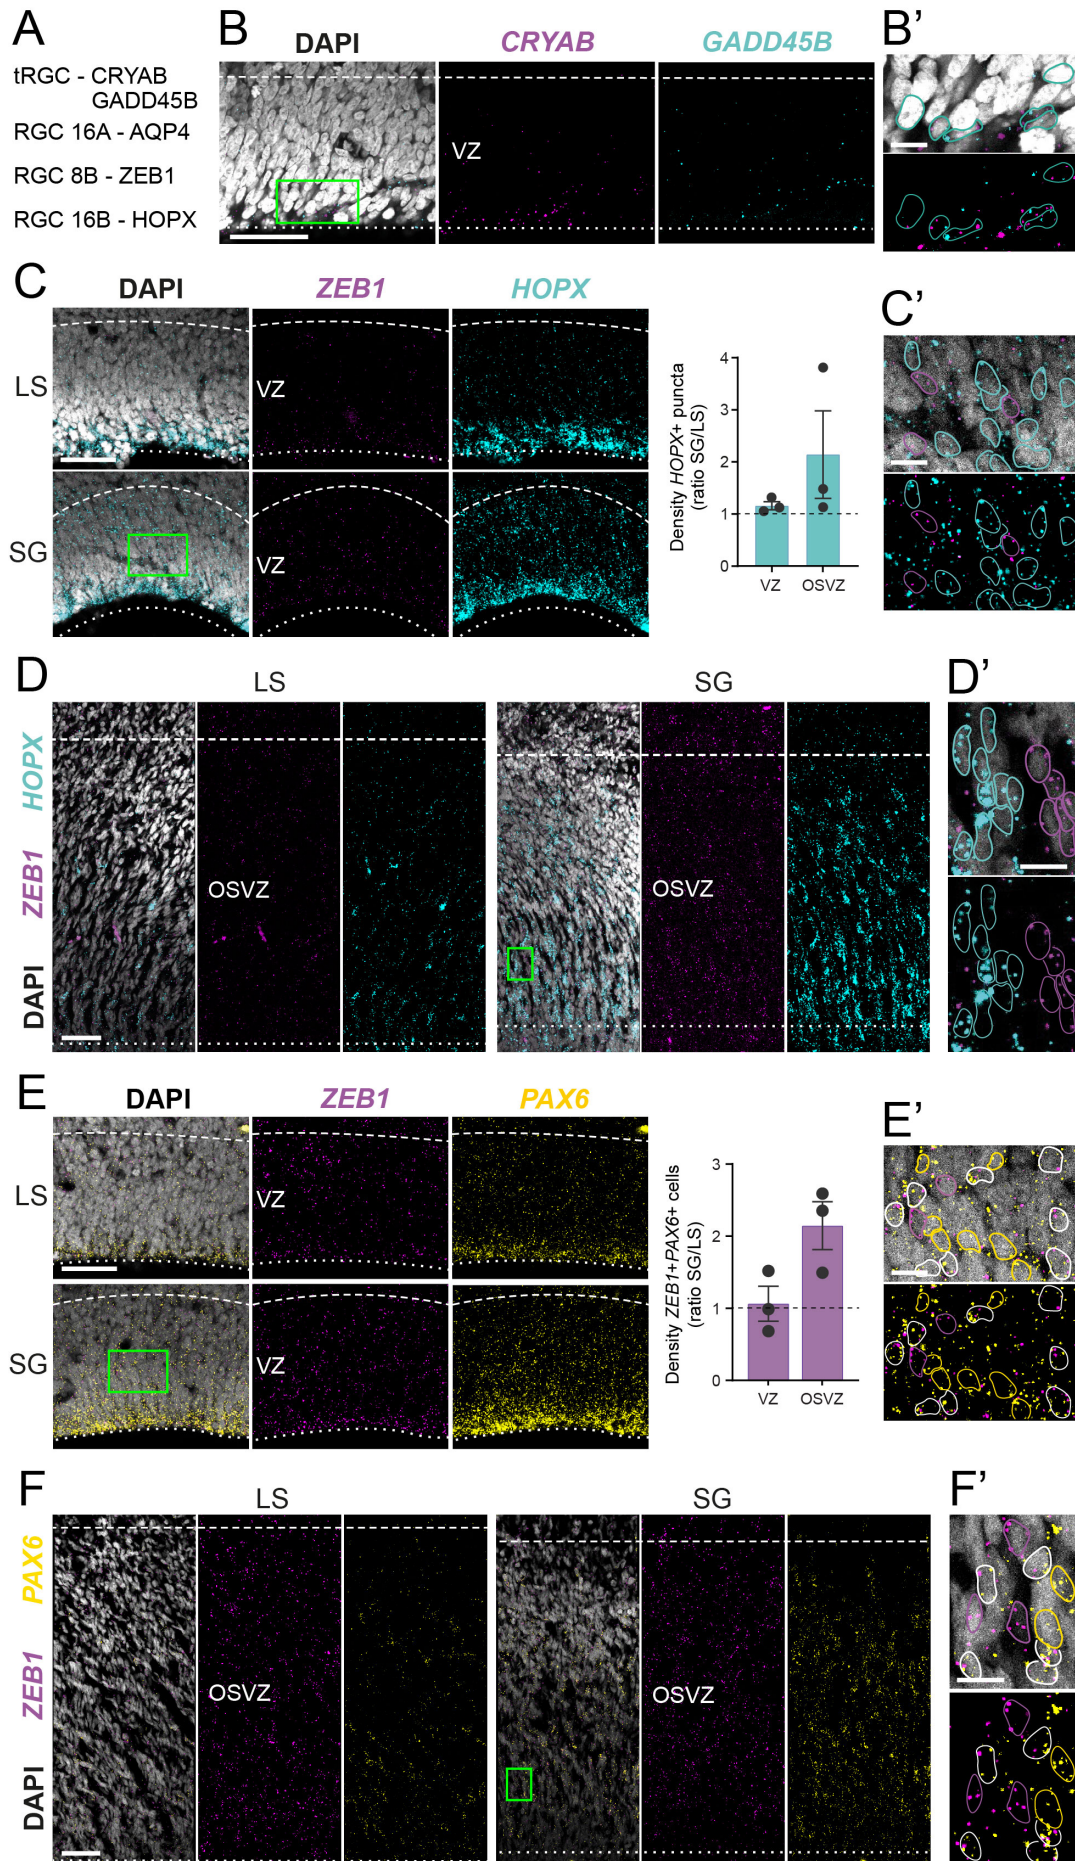 A
tRGC - CRYAB
GADD45B
RGC 16A - AQP4
RGC 8B - ZEB1
RGC 16B - HOPX
B
DAPI
CRYAB
GADD45B
VZ
B'
C
DAPI
ZEB1
HOPX
LS
VZ
SG
VZ
Density HOPX+ puncta
(ratio SG/LS)
4
3
2
1
0
VZ
OSVZ
C'
D
LS
SG
DAPI
ZEB1
HOPX
OSVZ
OSVZ
D'
E
DAPI
ZEB1
PAX6
LS
VZ
SG
VZ
Density ZEB1+PAX6+ cells
(ratio SG/LS)
3
2
1
0
VZ
OSVZ
E'
F
LS
SG
DAPI
ZEB1
PAX6
OSVZ
OSVZ
F'